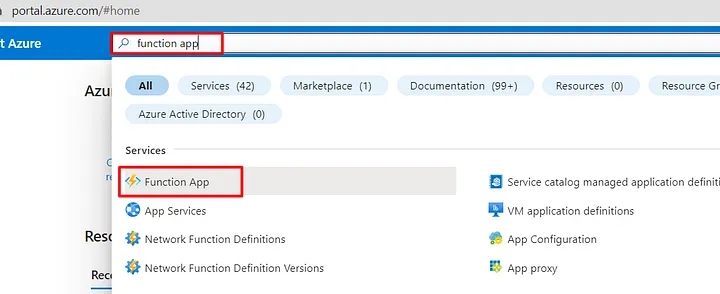 portal.azure.com/#home
t Azure
function app
All
Services (42)
Marketplace (1)
Documentation (99+)
Resources (0)
Resource Gr
Azure Active Directory (0)
Azu
Services
Function App
Service catalog managed application definiti
App Services
VM application definitions
Network Function Definitions
App Configuration
Network Function Definition Versions
App proxy
Reso
Rece